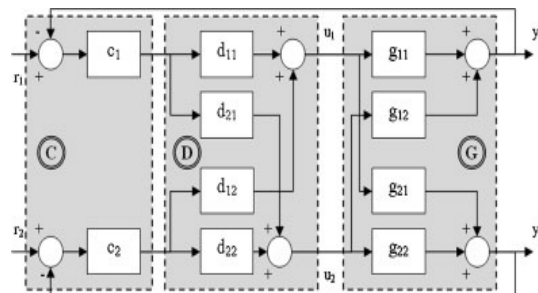 - c₁ d₁₁ + + u₁ g₁₁ + y
r₁ + + +
d₂₁ g₁₂
C D G
d₁₂ g₂₁
r₂ + + + +
c₂ d₂₂ g₂₂ y
- + u₂ +